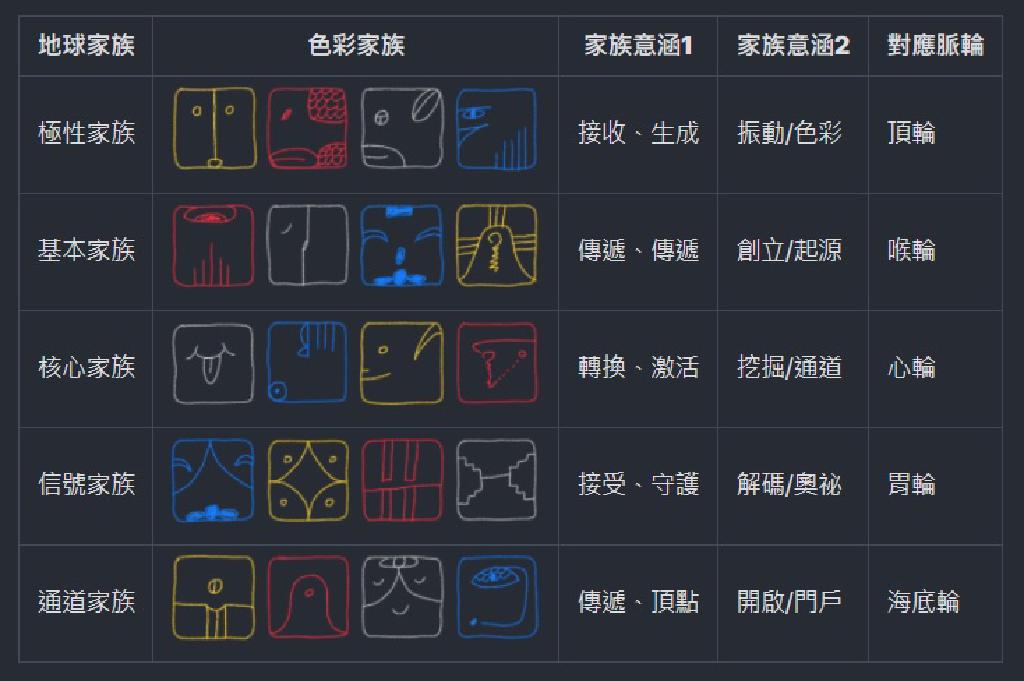 地球家族 色彩家族 家族意涵1 家族意涵2 對應脈輪
極性家族 接收、生成 振動/色彩 頂輪
基本家族 傳遞、傳遞 創立/起源 喉輪
核心家族 轉換、激活 挖掘/通道 心輪
信號家族 接受、守護 解碼/奧祕 胃輪
通道家族 傳遞、頂點 開啟/門戶 海底輪